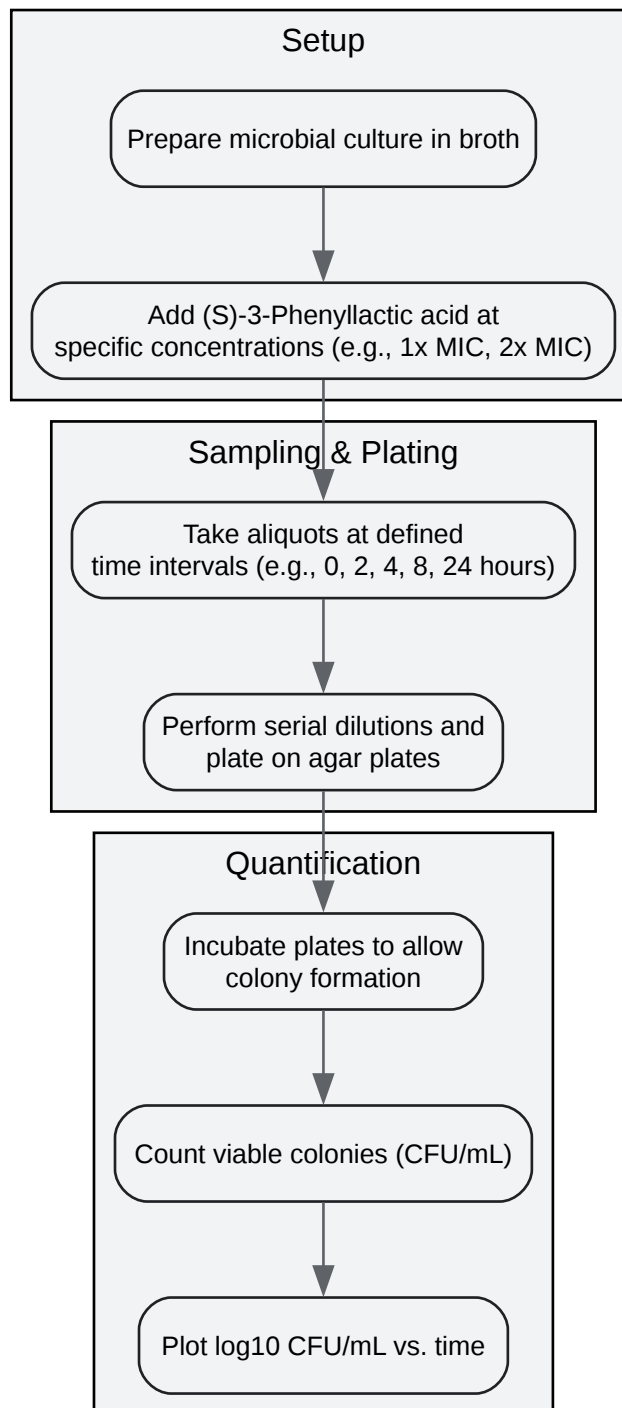 Setup
Prepare microbial culture in broth
Add (S)-3-Phenyllactic acid at
specific concentrations (e.g., 1x MIC, 2x MIC)
Sampling & Plating
Take aliquots at defined
time intervals (e.g., 0, 2, 4, 8, 24 hours)
Perform serial dilutions and
plate on agar plates
Quantification
Incubate plates to allow
colony formation
Count viable colonies (CFU/mL)
Plot log10 CFU/mL vs. time